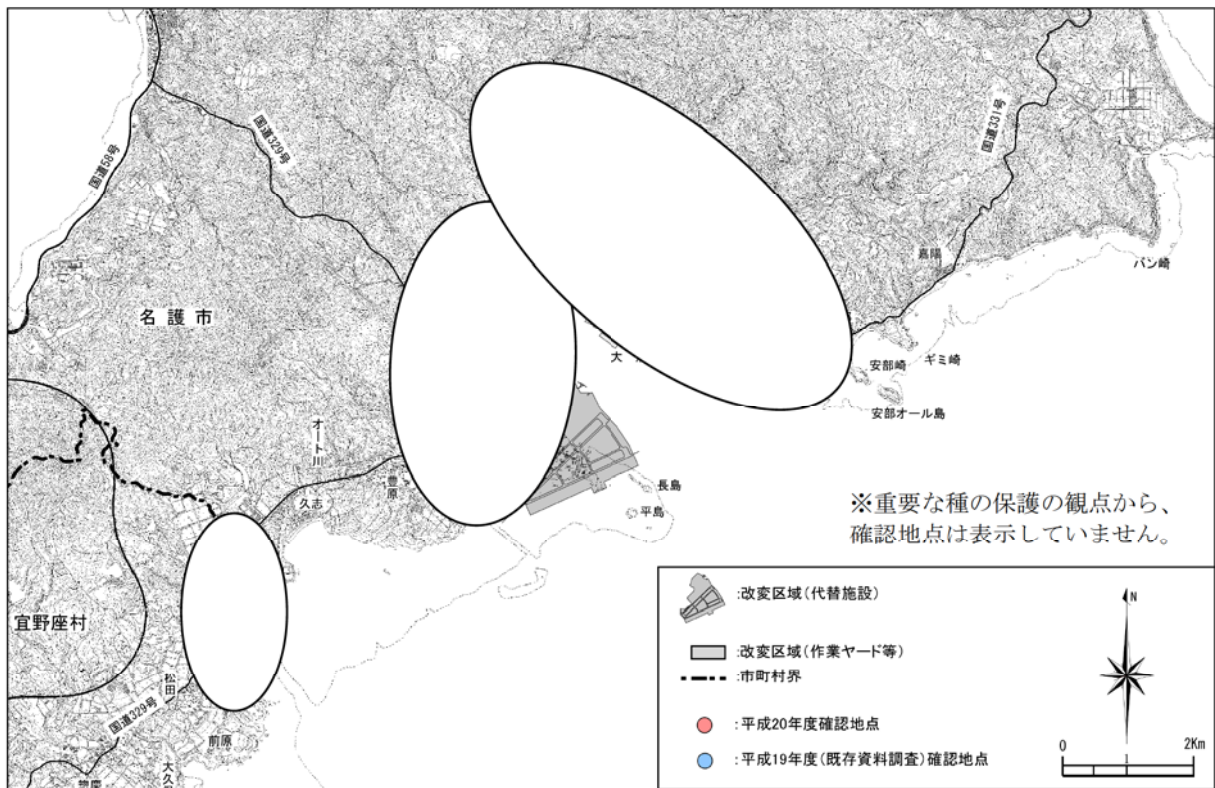 国道58号
国道329号
国道331号
嘉陽
バン崎
名護市
大
安部崎
ギミ崎
安部オール島
オート川
久志
豊原
長島
平島
※重要な種の保護の観点から、
確認地点は表示していません。
宜野座村
松田
国道329号
前原
:改変区域(代替施設)
:改変区域(作業ヤード等)
:市町村界
:平成20年度確認地点
:平成19年度(既存資料調査)確認地点
N
0 1 2Km